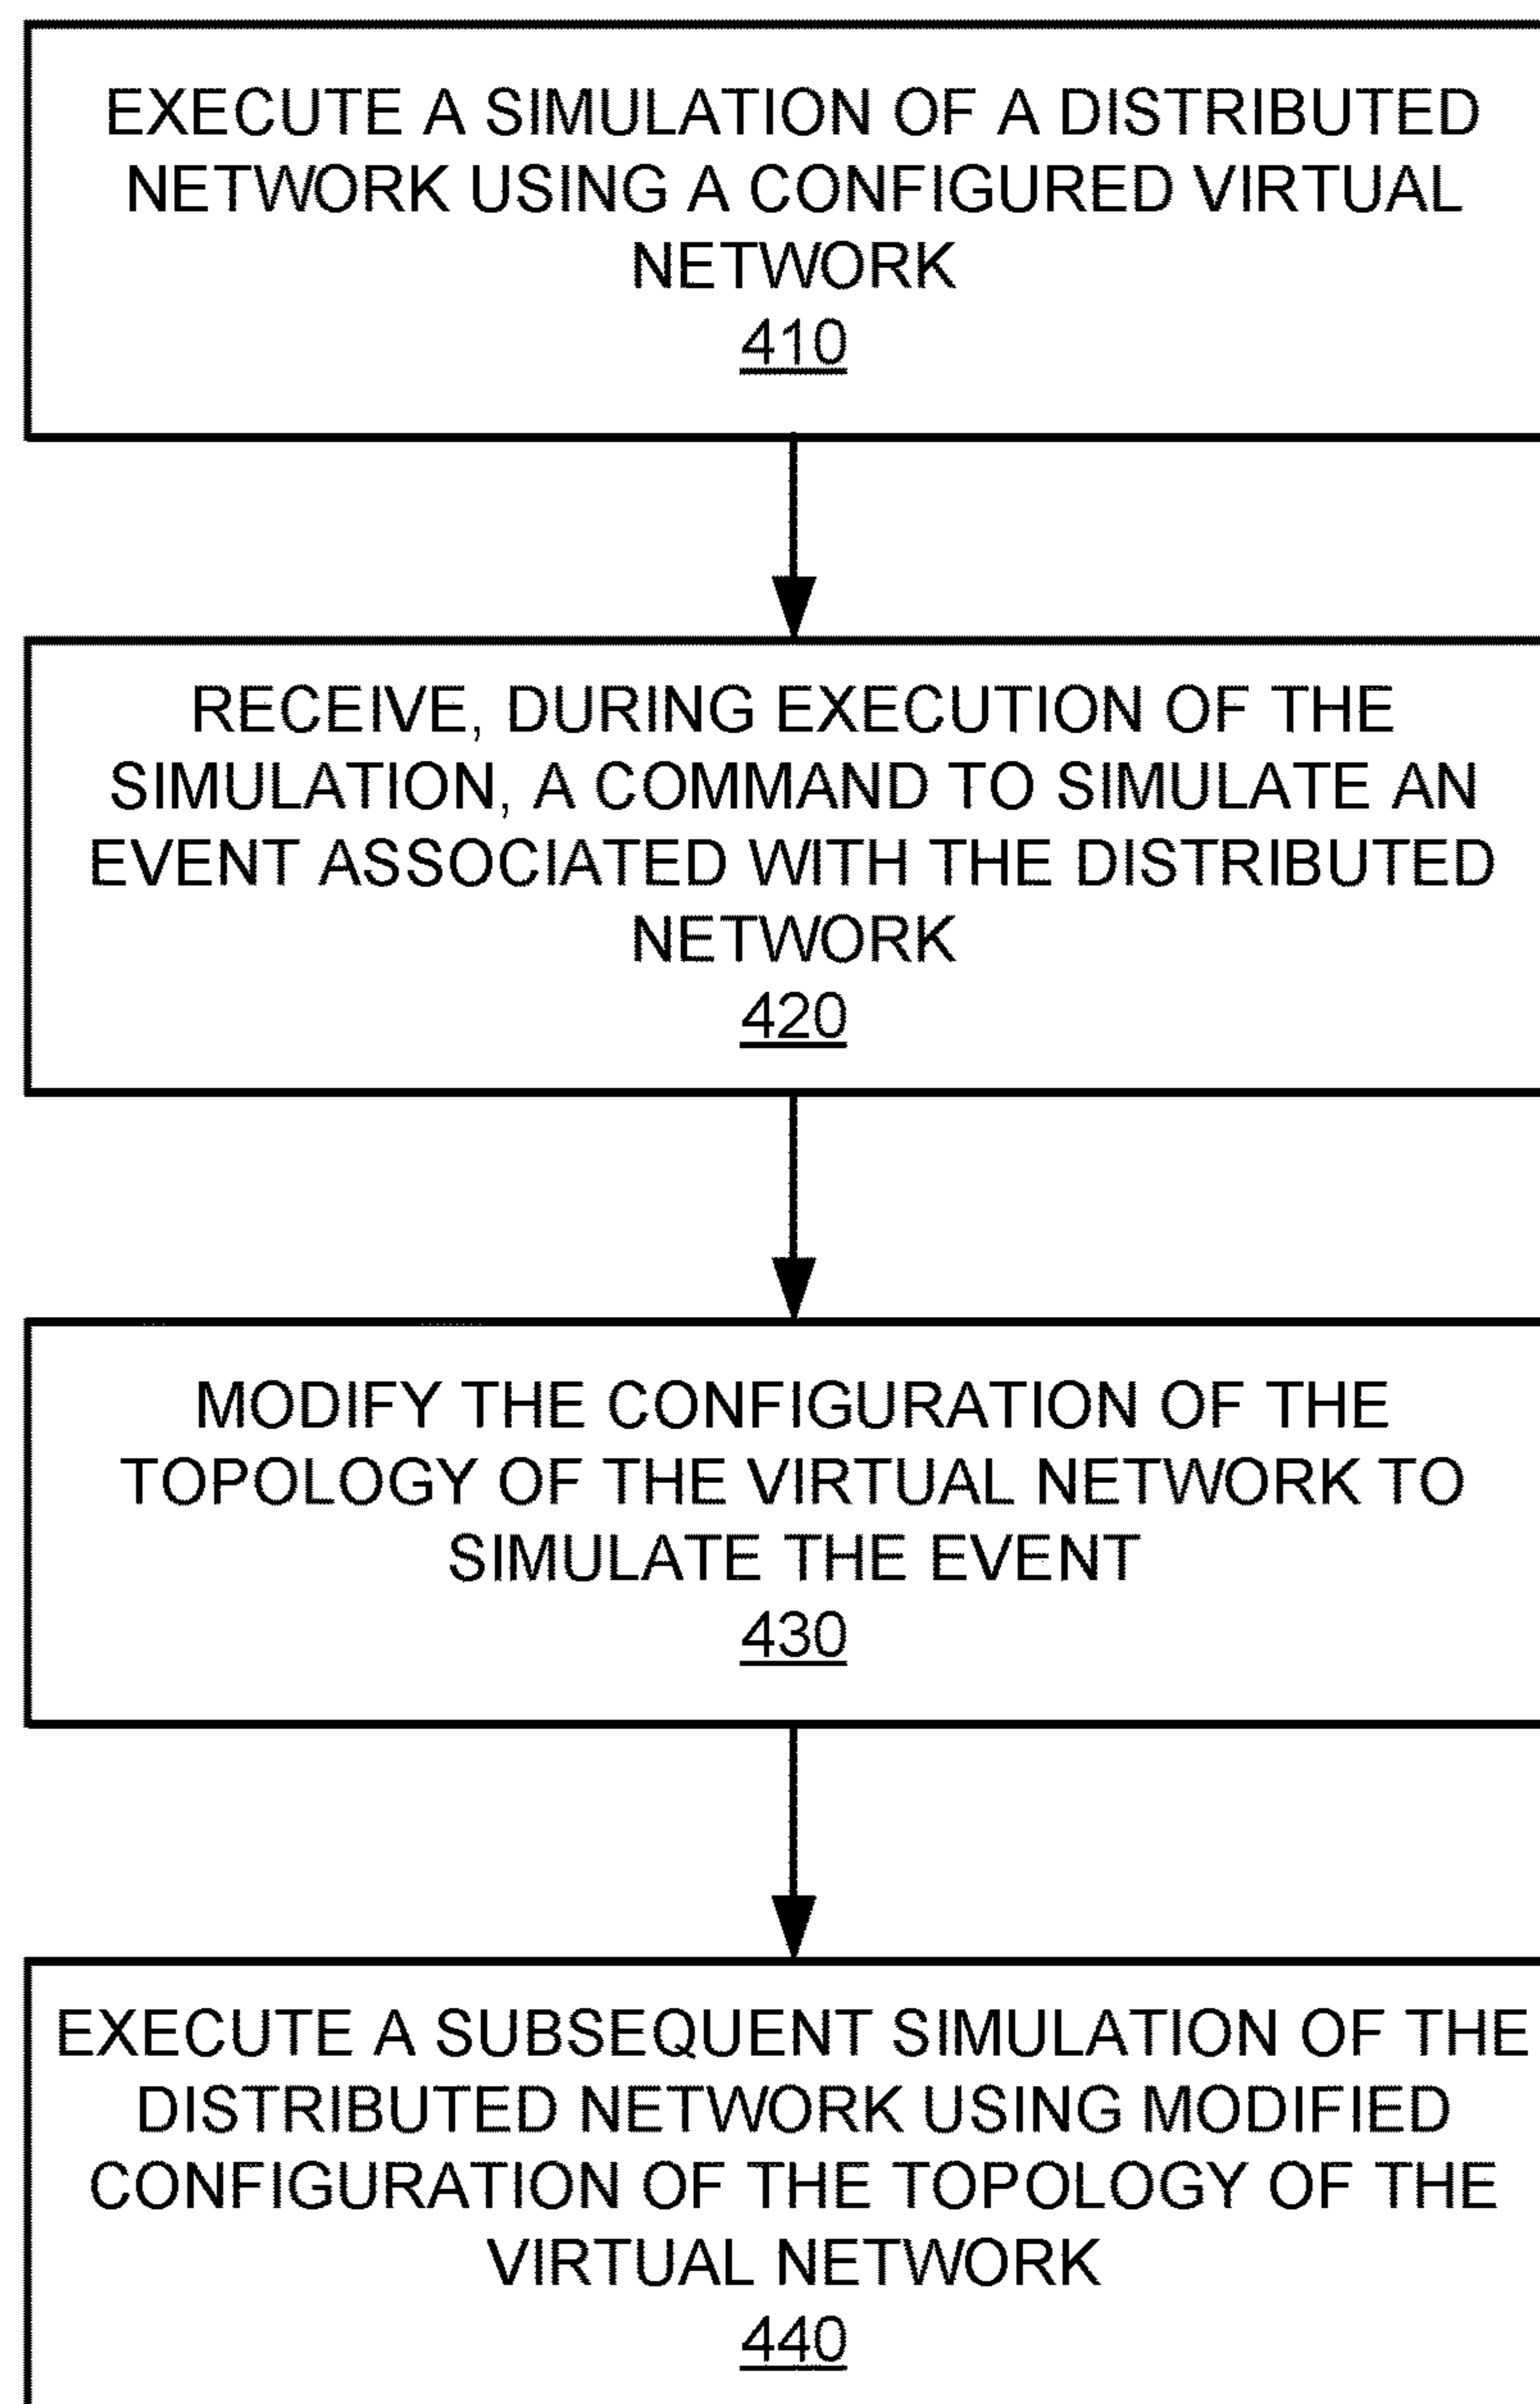 EXECUTE A SIMULATION OF A DISTRIBUTED
NETWORK USING A CONFIGURED VIRTUAL
NETWORK
410
RECEIVE, DURING EXECUTION OF THE
SIMULATION, A COMMAND TO SIMULATE AN
EVENT ASSOCIATED WITH THE DISTRIBUTED
NETWORK
420
MODIFY THE CONFIGURATION OF THE
TOPOLOGY OF THE VIRTUAL NETWORK TO
SIMULATE THE EVENT
430
EXECUTE A SUBSEQUENT SIMULATION OF THE
DISTRIBUTED NETWORK USING MODIFIED
CONFIGURATION OF THE TOPOLOGY OF THE
VIRTUAL NETWORK
440